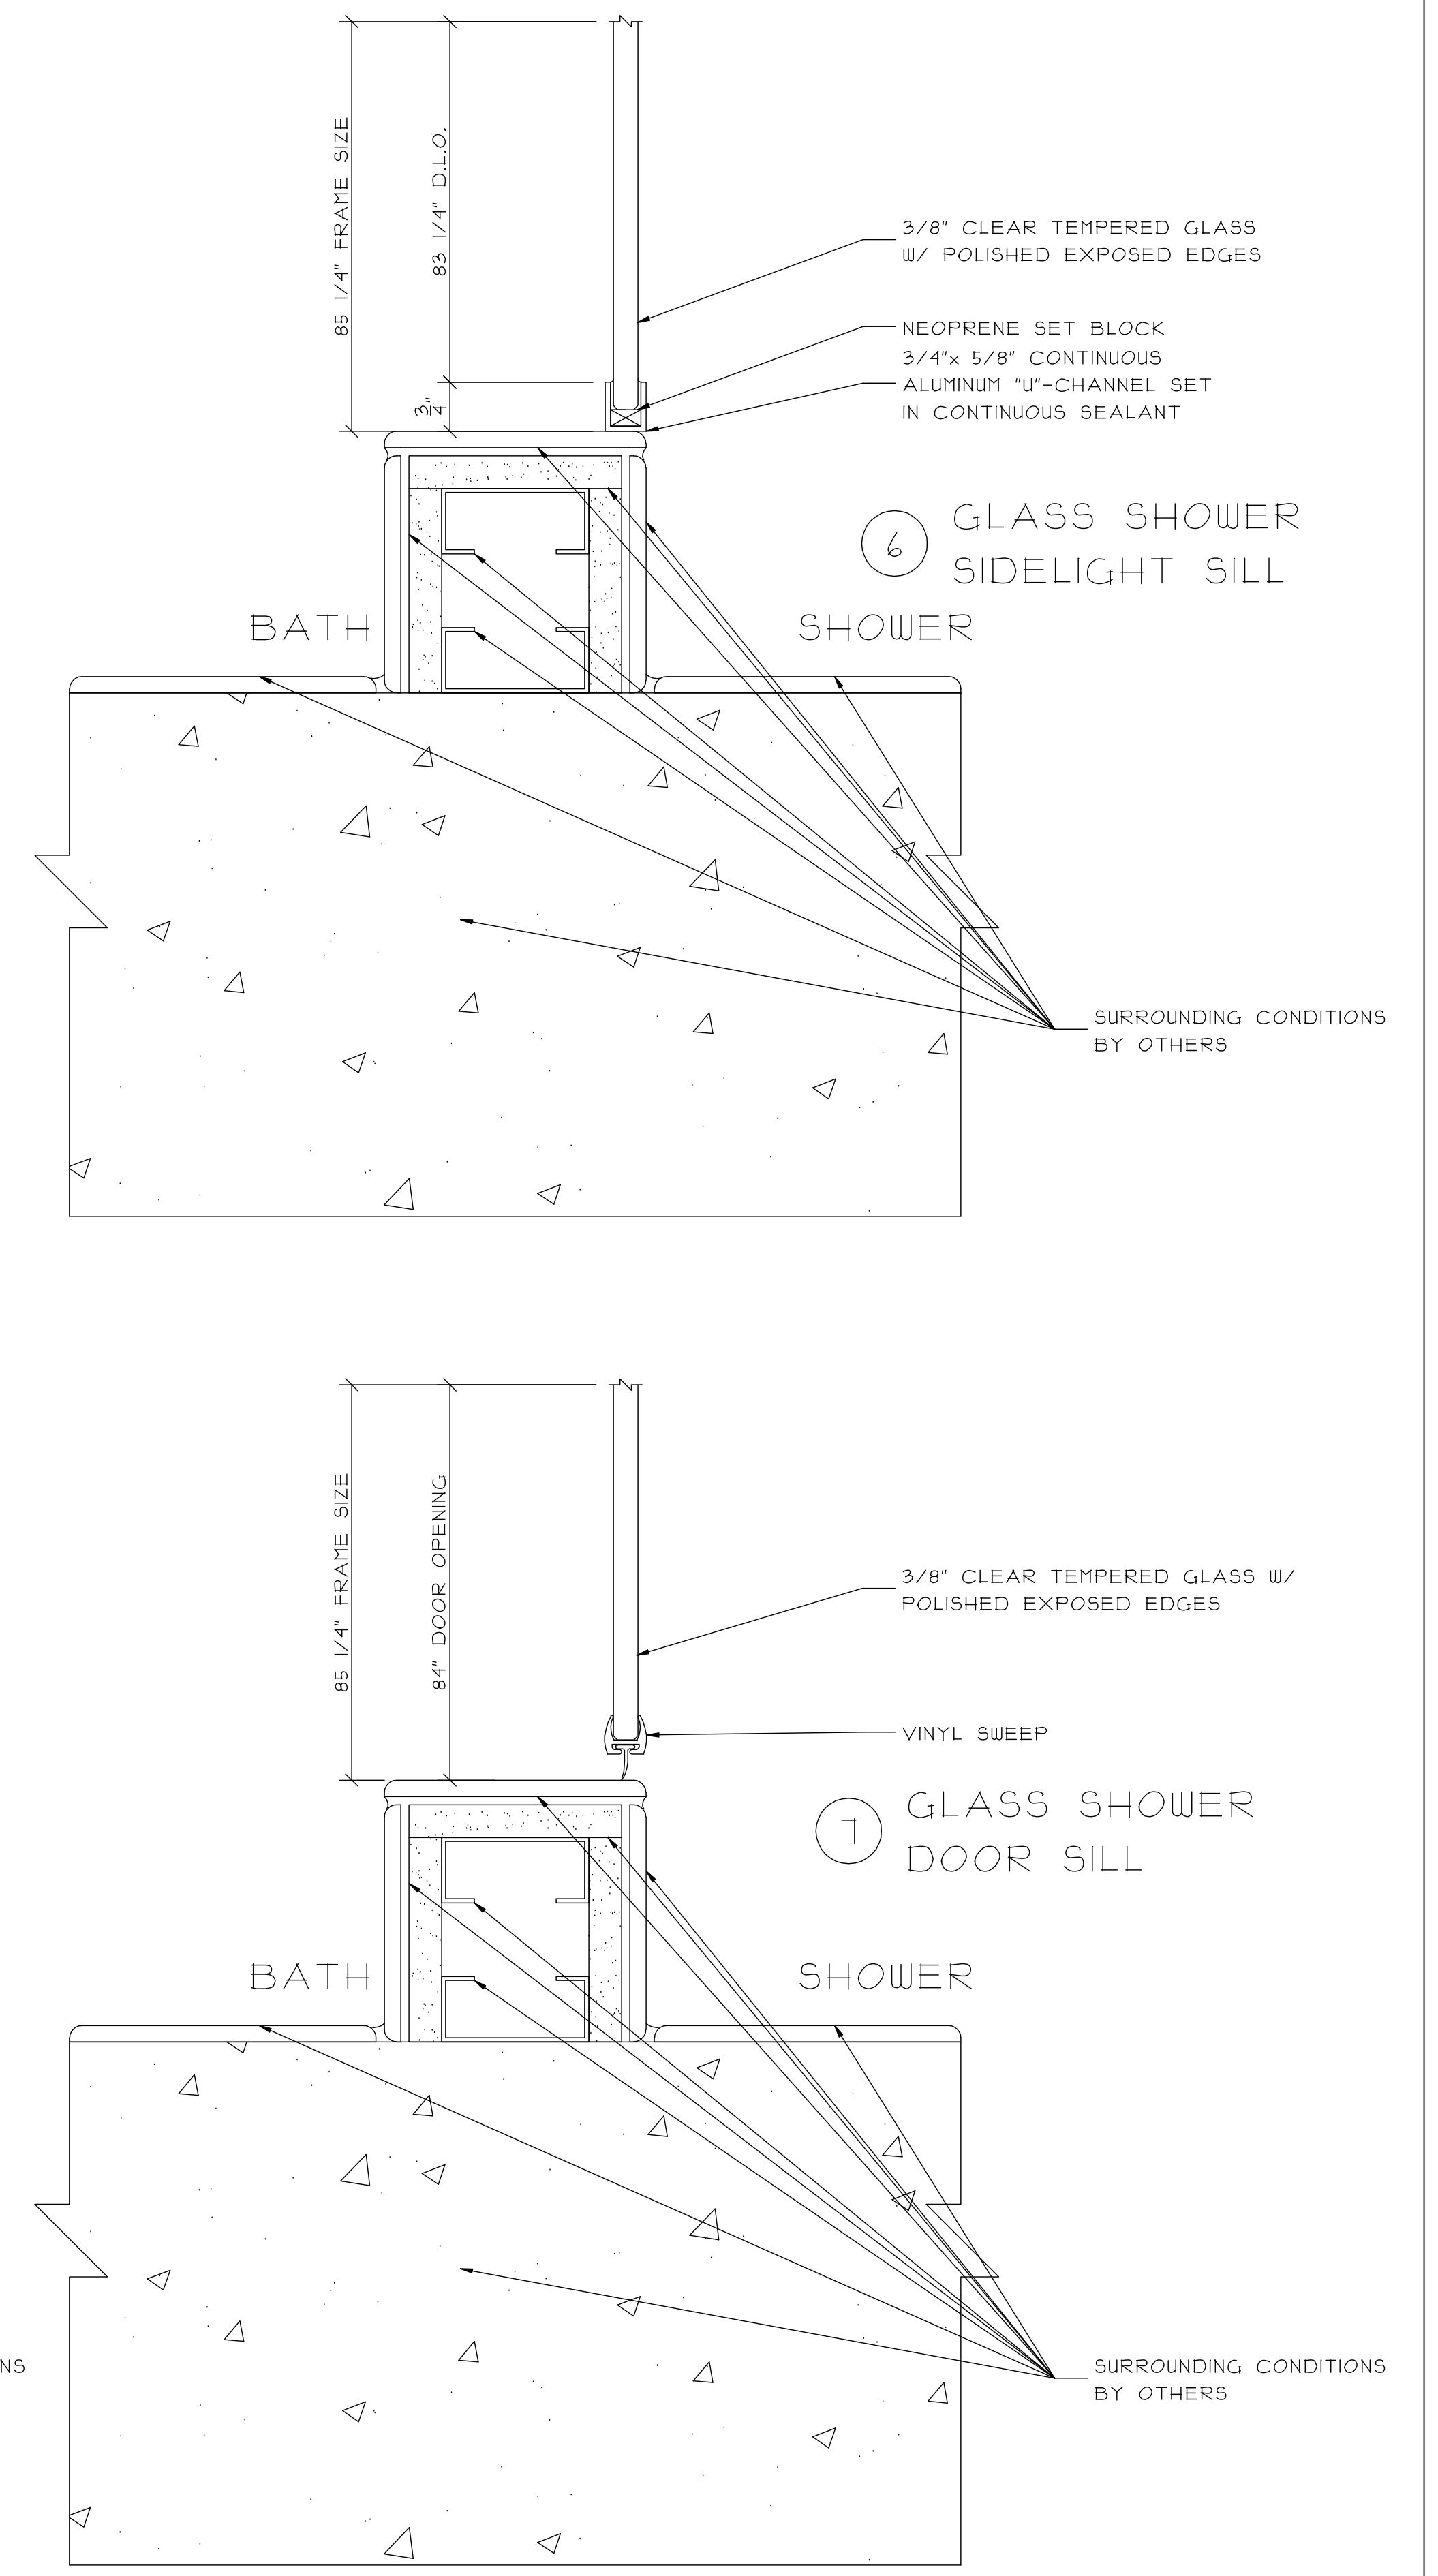 85 1/4" FRAME SIZE
83 1/4" D.L.O.
3/4"
3/8" CLEAR TEMPERED GLASS
W/ POLISHED EXPOSED EDGES
NEOPRENE SET BLOCK
3/4"x 5/8" CONTINUOUS
ALUMINUM "U"-CHANNEL SET
IN CONTINUOUS SEALANT
6
GLASS SHOWER
SIDELIGHT SILL
BATH
SHOWER
SURROUNDING CONDITIONS
BY OTHERS
85 1/4" FRAME SIZE
84" DOOR OPENING
3/8" CLEAR TEMPERED GLASS W/
POLISHED EXPOSED EDGES
VINYL SWEEP
7
GLASS SHOWER
DOOR SILL
BATH
SHOWER
NS
SURROUNDING CONDITIONS
BY OTHERS